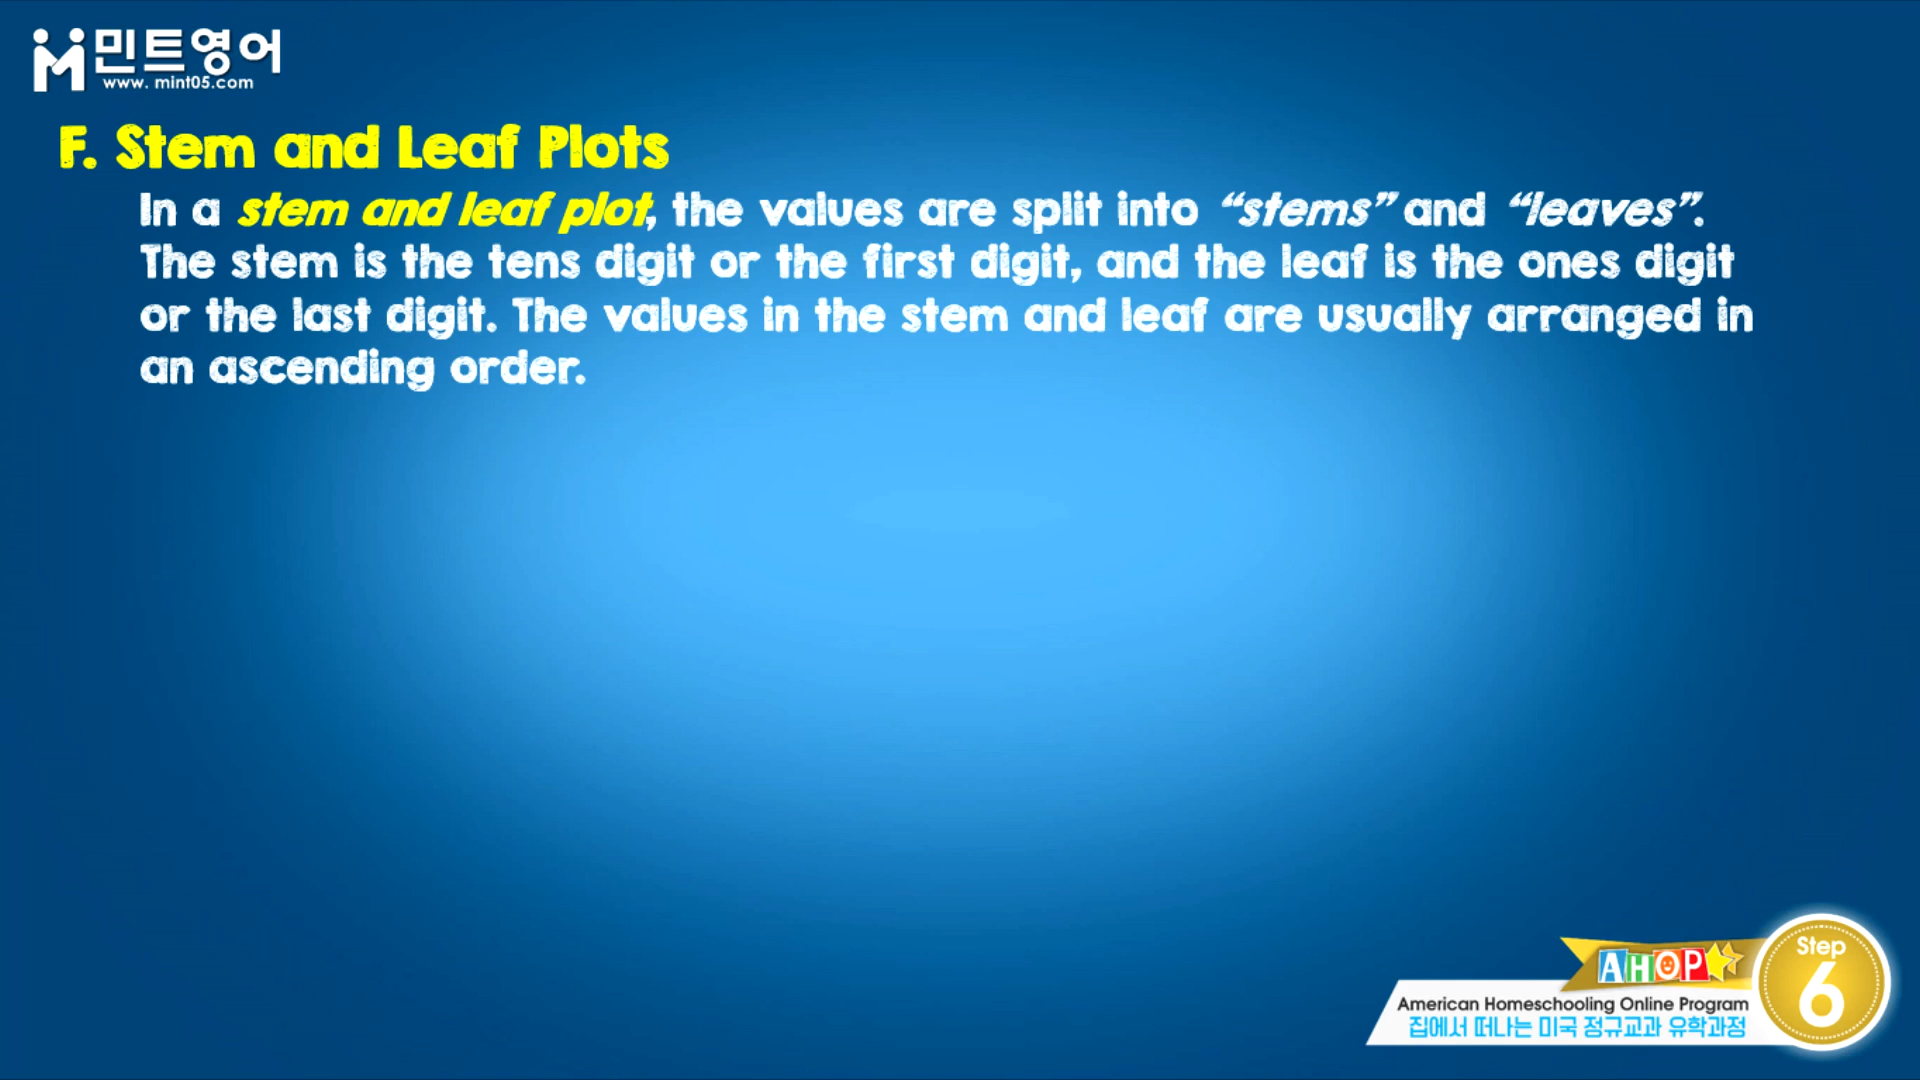 민트영어
www. mint05.com
F. Stem and Leaf Plots
In a stem and leaf plot, the values are split into “stems” and “leaves”.
The stem is the tens digit or the first digit, and the leaf is the ones digit
or the last digit. The values in the stem and leaf are usually arranged in
an ascending order.
AHOP
Step
6
American Homeschooling Online Program
집에서 떠나는 미국 정규교과 유학과정